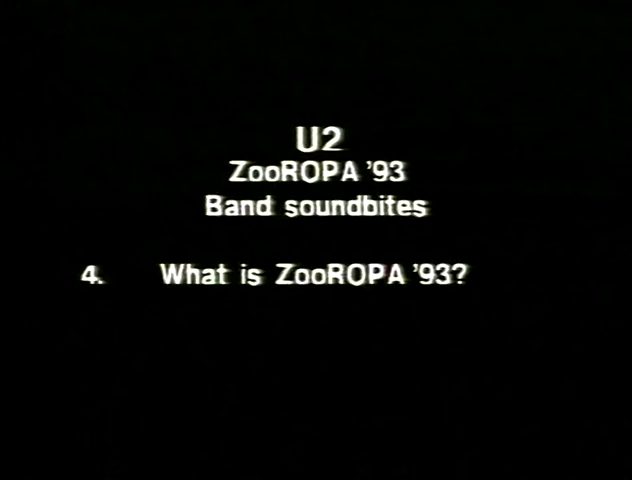 U2
ZooROPA '93
Band soundbites
4. What is ZooROPA '93?